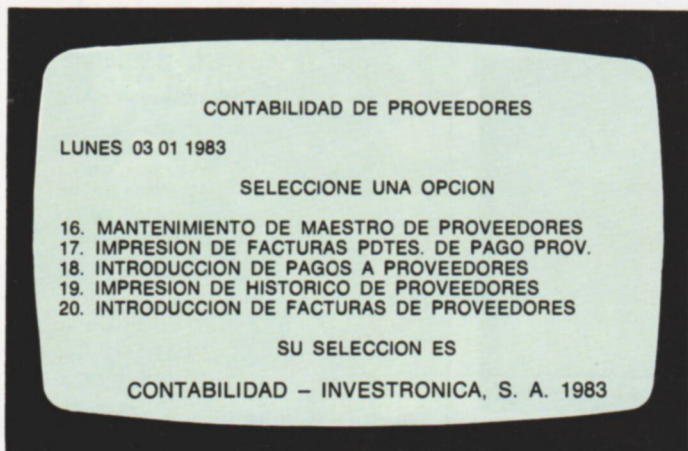 CONTABILIDAD DE PROVEEDORES
LUNES 03 01 1983
SELECCIONE UNA OPCION
16. MANTENIMIENTO DE MAESTRO DE PROVEEDORES
17. IMPRESION DE FACTURAS PDTES. DE PAGO PROV.
18. INTRODUCCION DE PAGOS A PROVEEDORES
19. IMPRESION DE HISTORICO DE PROVEEDORES
20. INTRODUCCION DE FACTURAS DE PROVEEDORES
SU SELECCION ES
CONTABILIDAD – INVESTRONICA, S. A. 1983